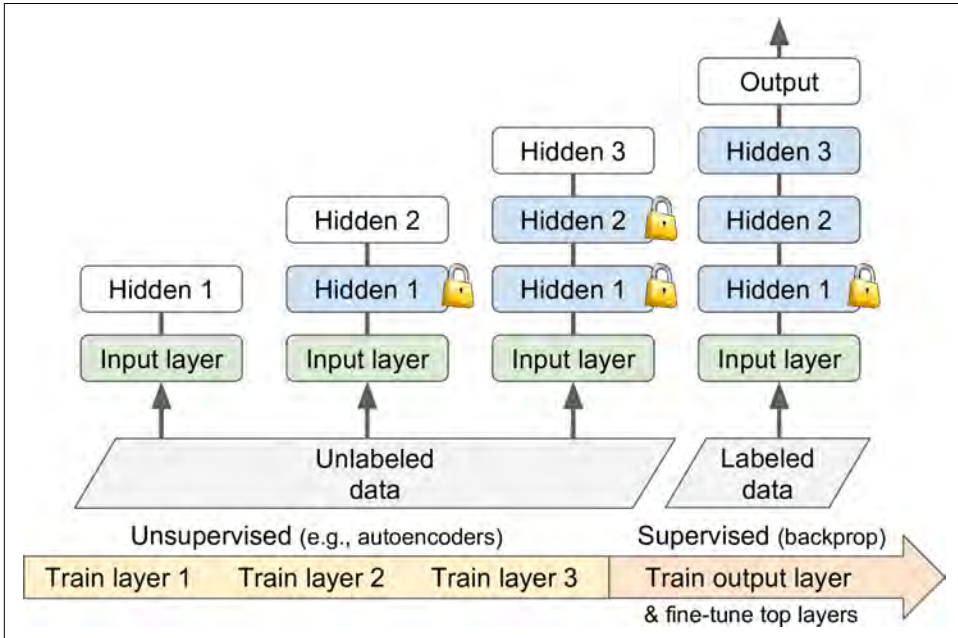 Output
Hidden 3
Hidden 3
Hidden 2
Hidden 2
Hidden 2
Hidden 1
Hidden 1
Hidden 1
Hidden 1
Input layer
Input layer
Input layer
Input layer
Unlabeled
data
Labeled
data
Unsupervised (e.g., autoencoders)
Supervised (backprop)
Train layer 1
Train layer 2
Train layer 3
Train output layer
& fine-tune top layers